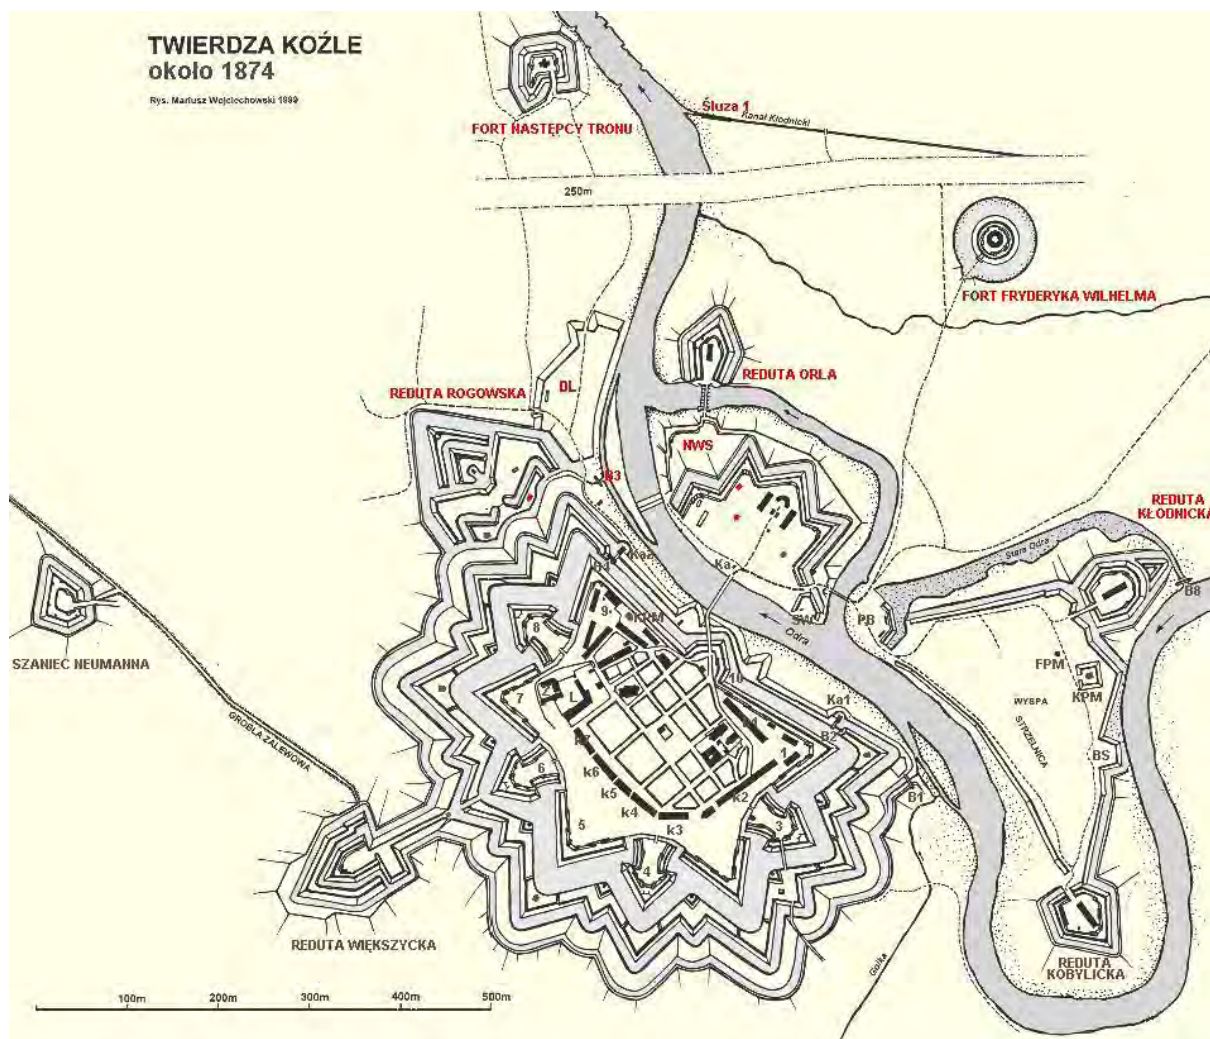 TWIERDZA KOŹLE
około 1874
Rys. Mariusz Wojciechowski 1999
FORT NASTĘPCY TRONU
Śluza 1
Kanał Kłodnicki
250m
FORT FRYDERYKA WILHELMA
REDUTA ORLA
REDUTA ROGOWSKA
DL
NWS
B3
REDUTA
KŁODNICKA
Stara Odra
B8
Ka2
Ka
SW
PB
Odra
SZANIEC NEUMANNA
9
KPM
8
10
FPM
KPM
WYSPA
STRZELNICA
7
L
Ka1
B2
BS
GROBLA ZALEWOWA
6
k6
1
k5
k2
B1
k4
k3
5
3
4
REDUTA WIĘKSZYCKA
Golka
REDUTA
KOBYLICKA
100m 200m 300m 400m 500m